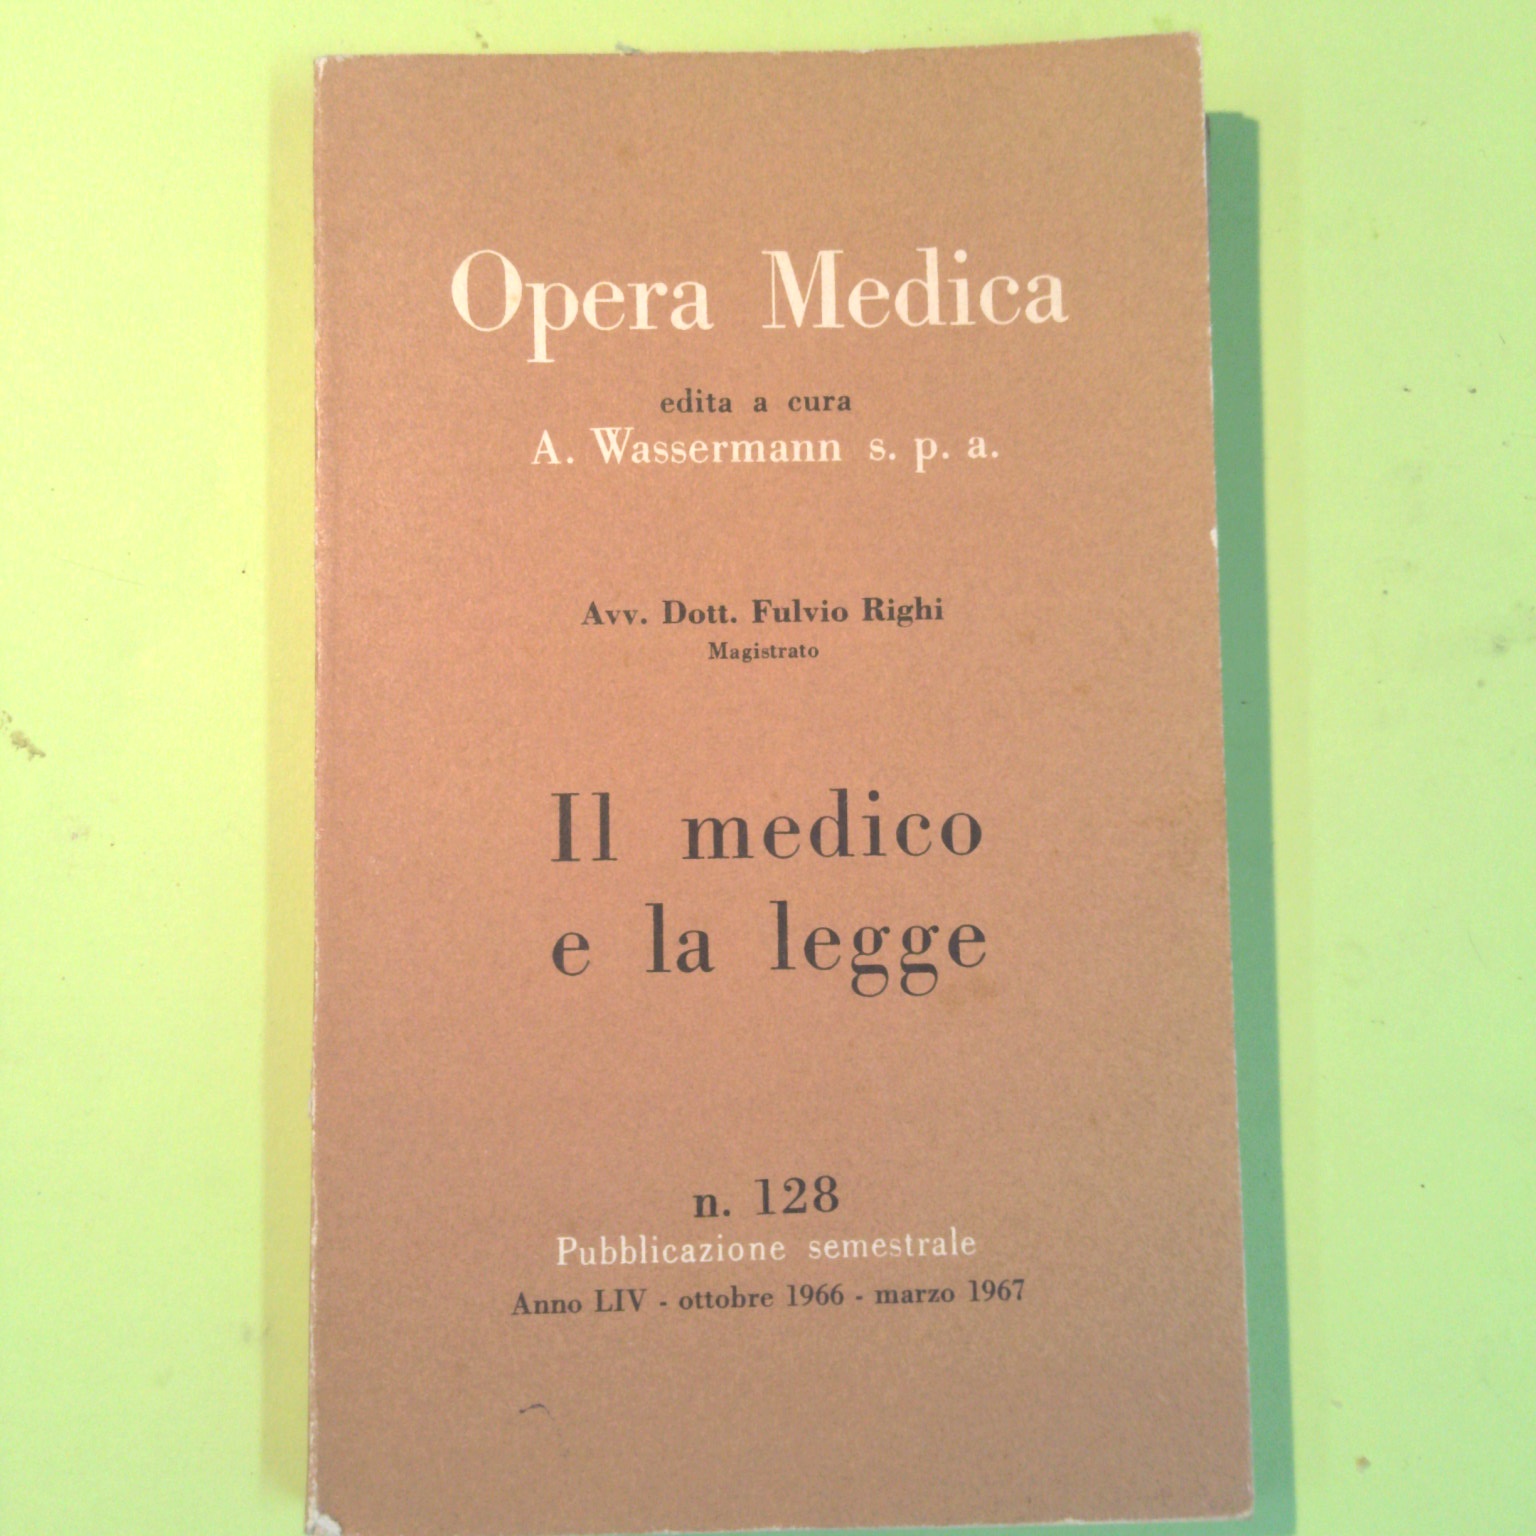 Opera Medica
edita a cura
A. Wassermann s. p. a.
Avv. Dott. Fulvio Righi
Magistrato
Il medico
e la legge
n. 128
Pubblicazione semestrale
Anno LIV - ottobre 1966 - marzo 1967